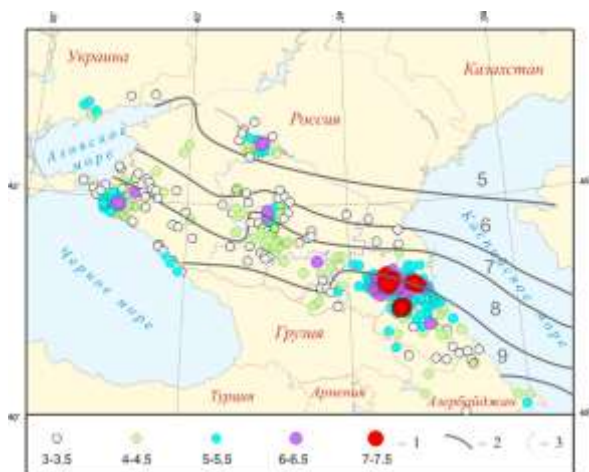 Украина
Казахстан
Россия
Азовское
море
5
6
Каспийское море
7
8
Черное море
Грузия
9
Турция
Армения
Азербайджан
– 1
– 2
– 3
3-3.5
4-4.5
5-5.5
6-6.5
7-7.5